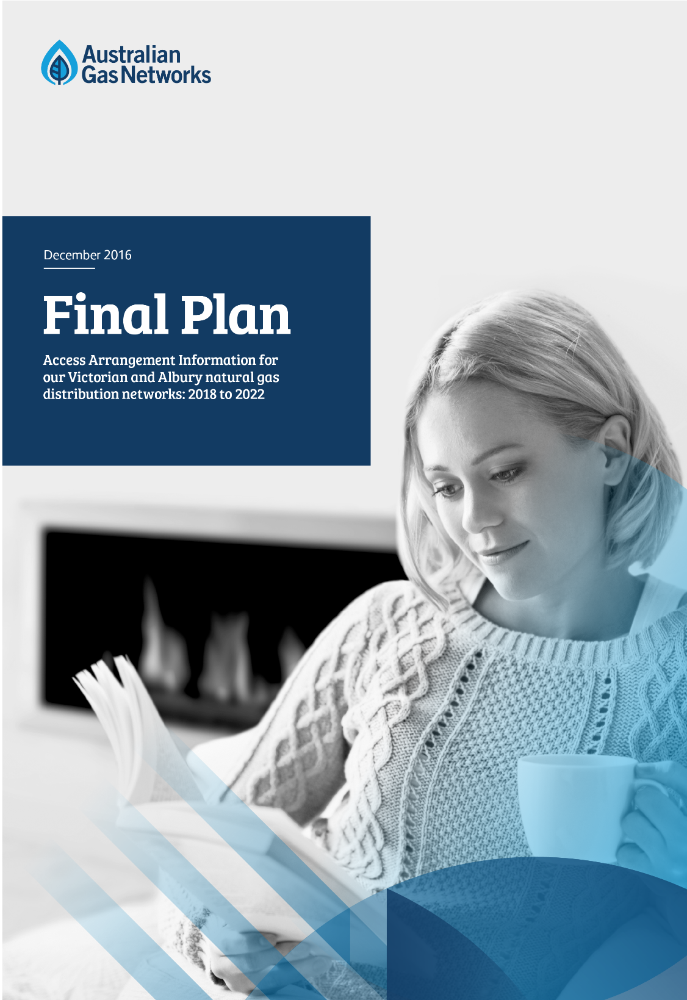 Australian
Gas Networks
December 2016
Final Plan
Access Arrangement Information for
our Victorian and Albury natural gas
distribution networks: 2018 to 2022